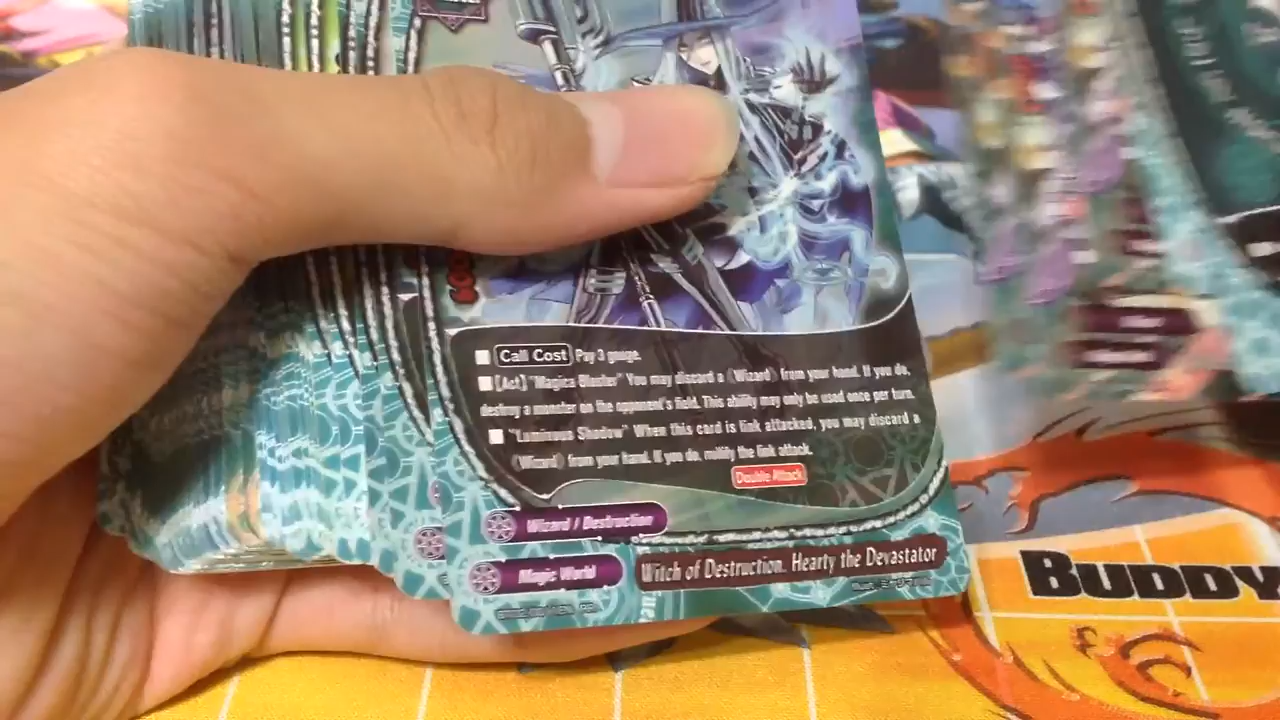 Call Cost Pay 3 gauge.
[Act] "Magica Blaster" You may discard a 《Wizard》 from your hand. If you do,
destroy a monster on the opponent's field. This ability may only be used once per turn.
"Luminous Shadow" When this card is link attacked, you may discard a
《Wizard》 from your hand. If you do, nullify the link attack.
Double Attack
Wizard / Destruction
Magic World
Witch of Destruction, Hearty the Devastator
BUDDY